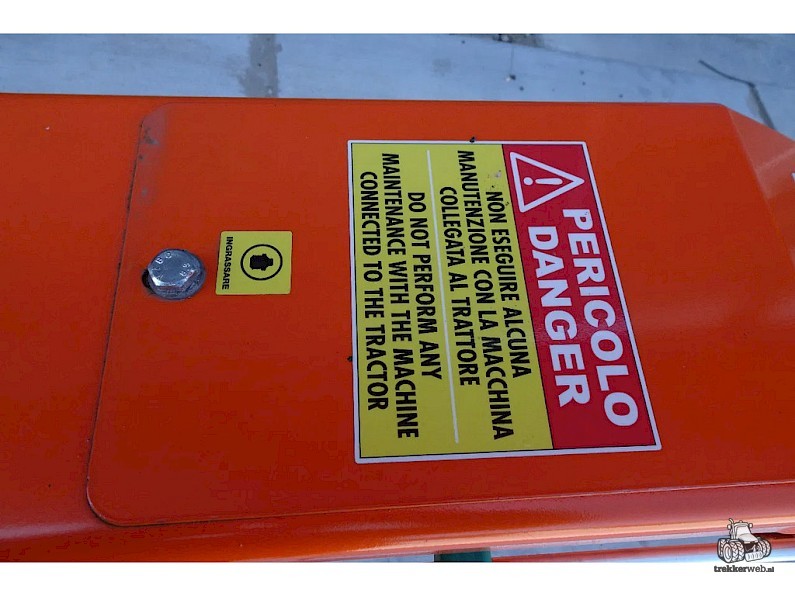 PERICOLO
DANGER
NON ESEGUIRE ALCUNA
MANUTENZIONE CON LA MACCHINA
COLLEGATA AL TRATTORE
DO NOT PERFORM ANY
MAINTENANCE WITH THE MACHINE
CONNECTED TO THE TRACTOR
INGRASSARE
trekkerweb.nl